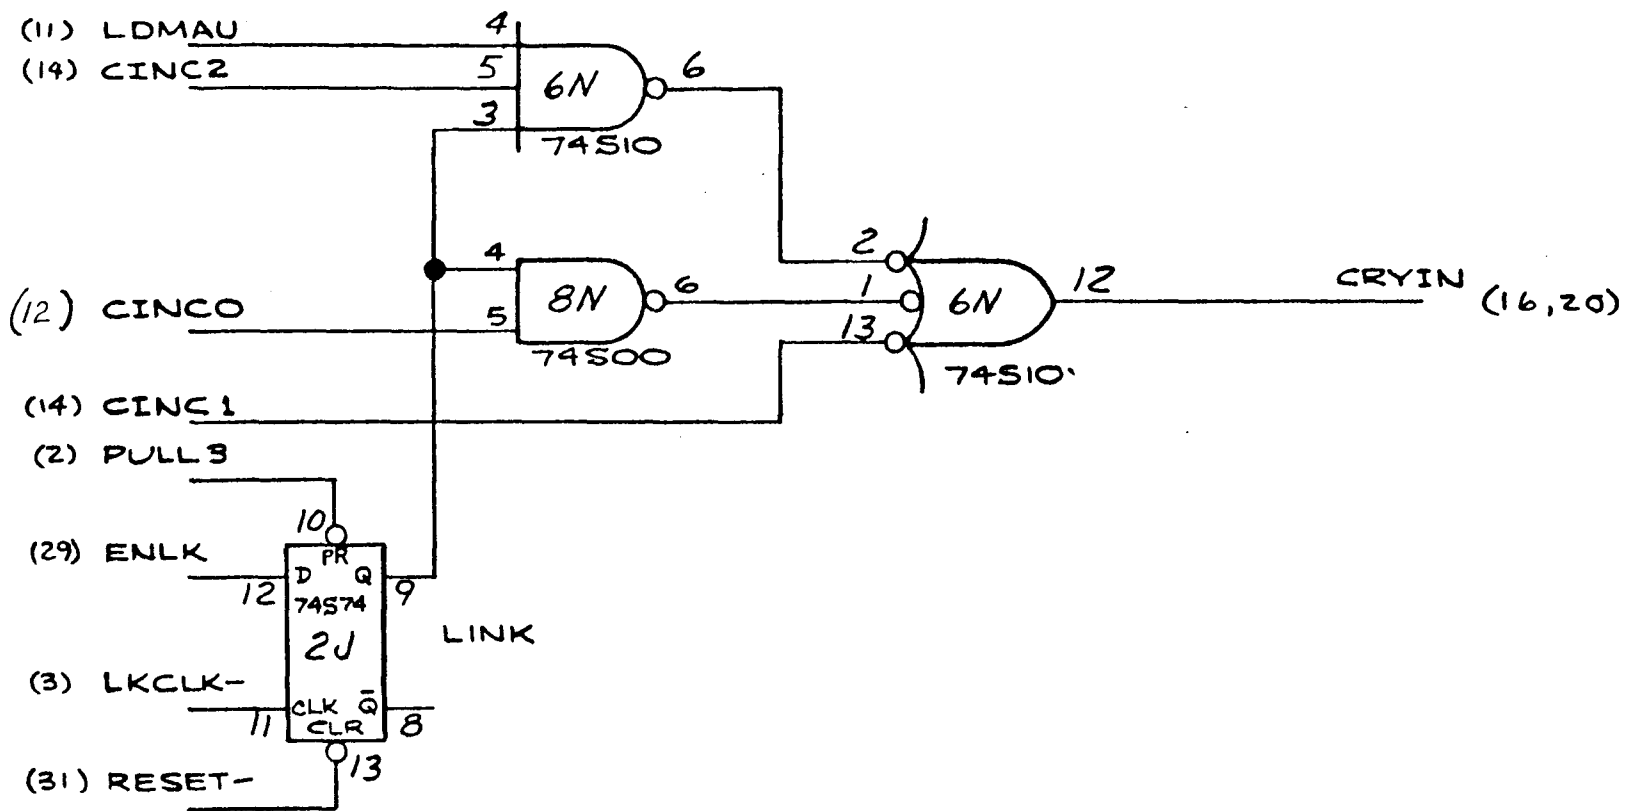 (11) LDMAU 4
(14) CINC2 5
3
6N 6
74S10
4
(12) CINC0 5
8N 6
74S00
2
1
13
6N 12
74S10
CRYIN (16,20)
(14) CINC1
(2) PULL3
10
PR
(29) ENLK
12 D Q 9
74S74
2J
LINK
(3) LKCLK-
11 CLK Q̅ 8
CLR
13
(31) RESET-